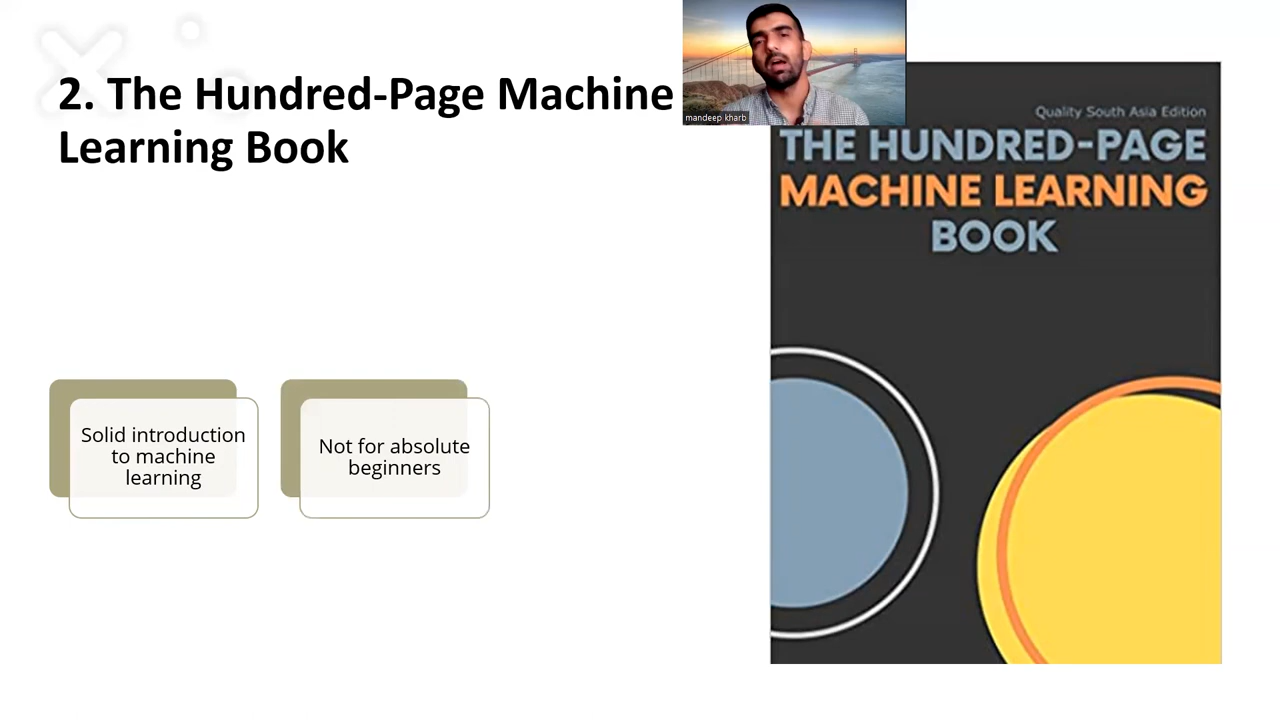 2. The Hundred-Page Machine
Learning Book
mandeep kharb
Quality South Asia Edition
THE HUNDRED-PAGE
MACHINE LEARNING
BOOK
Solid introduction
to machine
learning
Not for absolute
beginners